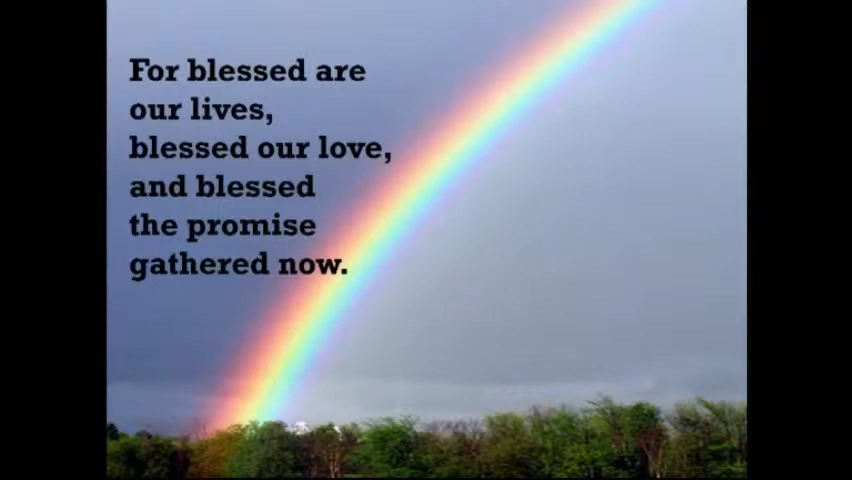 For blessed are
our lives,
blessed our love,
and blessed
the promise
gathered now.